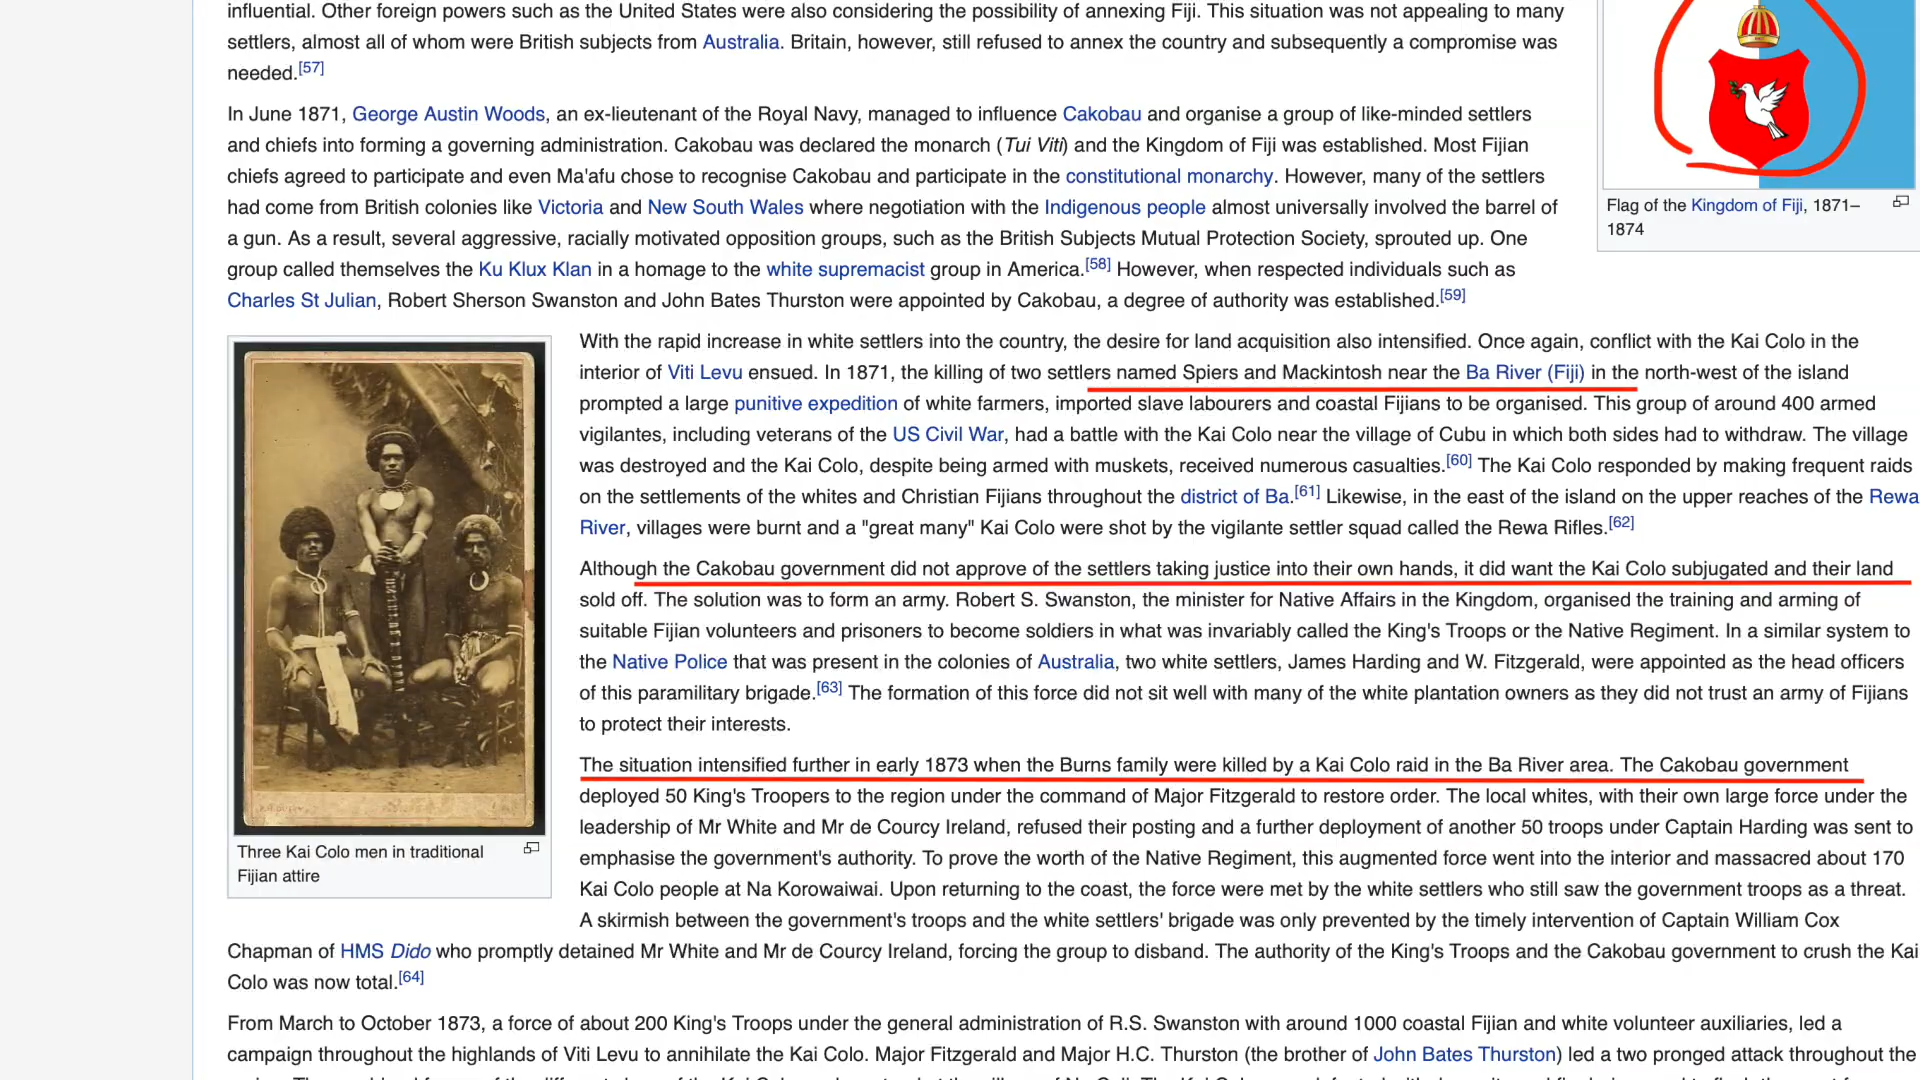 influential. Other foreign powers such as the United States were also considering the possibility of annexing Fiji. This situation was not appealing to many
settlers, almost all of whom were British subjects from Australia. Britain, however, still refused to annex the country and subsequently a compromise was
needed.[57]
In June 1871, George Austin Woods, an ex-lieutenant of the Royal Navy, managed to influence Cakobau and organise a group of like-minded settlers
and chiefs into forming a governing administration. Cakobau was declared the monarch (Tui Viti) and the Kingdom of Fiji was established. Most Fijian
chiefs agreed to participate and even Ma'afu chose to recognise Cakobau and participate in the constitutional monarchy. However, many of the settlers
had come from British colonies like Victoria and New South Wales where negotiation with the Indigenous people almost universally involved the barrel of
a gun. As a result, several aggressive, racially motivated opposition groups, such as the British Subjects Mutual Protection Society, sprouted up. One
group called themselves the Ku Klux Klan in a homage to the white supremacist group in America.[58] However, when respected individuals such as
Charles St Julian, Robert Sherson Swanston and John Bates Thurston were appointed by Cakobau, a degree of authority was established.[59]
Flag of the Kingdom of Fiji, 1871–
1874
With the rapid increase in white settlers into the country, the desire for land acquisition also intensified. Once again, conflict with the Kai Colo in the
interior of Viti Levu ensued. In 1871, the killing of two settlers named Spiers and Mackintosh near the Ba River (Fiji) in the north-west of the island
prompted a large punitive expedition of white farmers, imported slave labourers and coastal Fijians to be organised. This group of around 400 armed
vigilantes, including veterans of the US Civil War, had a battle with the Kai Colo near the village of Cubu in which both sides had to withdraw. The village
was destroyed and the Kai Colo, despite being armed with muskets, received numerous casualties.[60] The Kai Colo responded by making frequent raids
on the settlements of the whites and Christian Fijians throughout the district of Ba.[61] Likewise, in the east of the island on the upper reaches of the Rewa
River, villages were burnt and a "great many" Kai Colo were shot by the vigilante settler squad called the Rewa Rifles.[62]
Although the Cakobau government did not approve of the settlers taking justice into their own hands, it did want the Kai Colo subjugated and their land
sold off. The solution was to form an army. Robert S. Swanston, the minister for Native Affairs in the Kingdom, organised the training and arming of
suitable Fijian volunteers and prisoners to become soldiers in what was invariably called the King's Troops or the Native Regiment. In a similar system to
the Native Police that was present in the colonies of Australia, two white settlers, James Harding and W. Fitzgerald, were appointed as the head officers
of this paramilitary brigade.[63] The formation of this force did not sit well with many of the white plantation owners as they did not trust an army of Fijians
to protect their interests.
Three Kai Colo men in traditional
Fijian attire
The situation intensified further in early 1873 when the Burns family were killed by a Kai Colo raid in the Ba River area. The Cakobau government
deployed 50 King's Troopers to the region under the command of Major Fitzgerald to restore order. The local whites, with their own large force under the
leadership of Mr White and Mr de Courcy Ireland, refused their posting and a further deployment of another 50 troops under Captain Harding was sent to
emphasise the government's authority. To prove the worth of the Native Regiment, this augmented force went into the interior and massacred about 170
Kai Colo people at Na Korowaiwai. Upon returning to the coast, the force were met by the white settlers who still saw the government troops as a threat.
A skirmish between the government's troops and the white settlers' brigade was only prevented by the timely intervention of Captain William Cox
Chapman of HMS Dido who promptly detained Mr White and Mr de Courcy Ireland, forcing the group to disband. The authority of the King's Troops and the Cakobau government to crush the Kai
Colo was now total.[64]
From March to October 1873, a force of about 200 King's Troops under the general administration of R.S. Swanston with around 1000 coastal Fijian and white volunteer auxiliaries, led a
campaign throughout the highlands of Viti Levu to annihilate the Kai Colo. Major Fitzgerald and Major H.C. Thurston (the brother of John Bates Thurston) led a two pronged attack throughout the